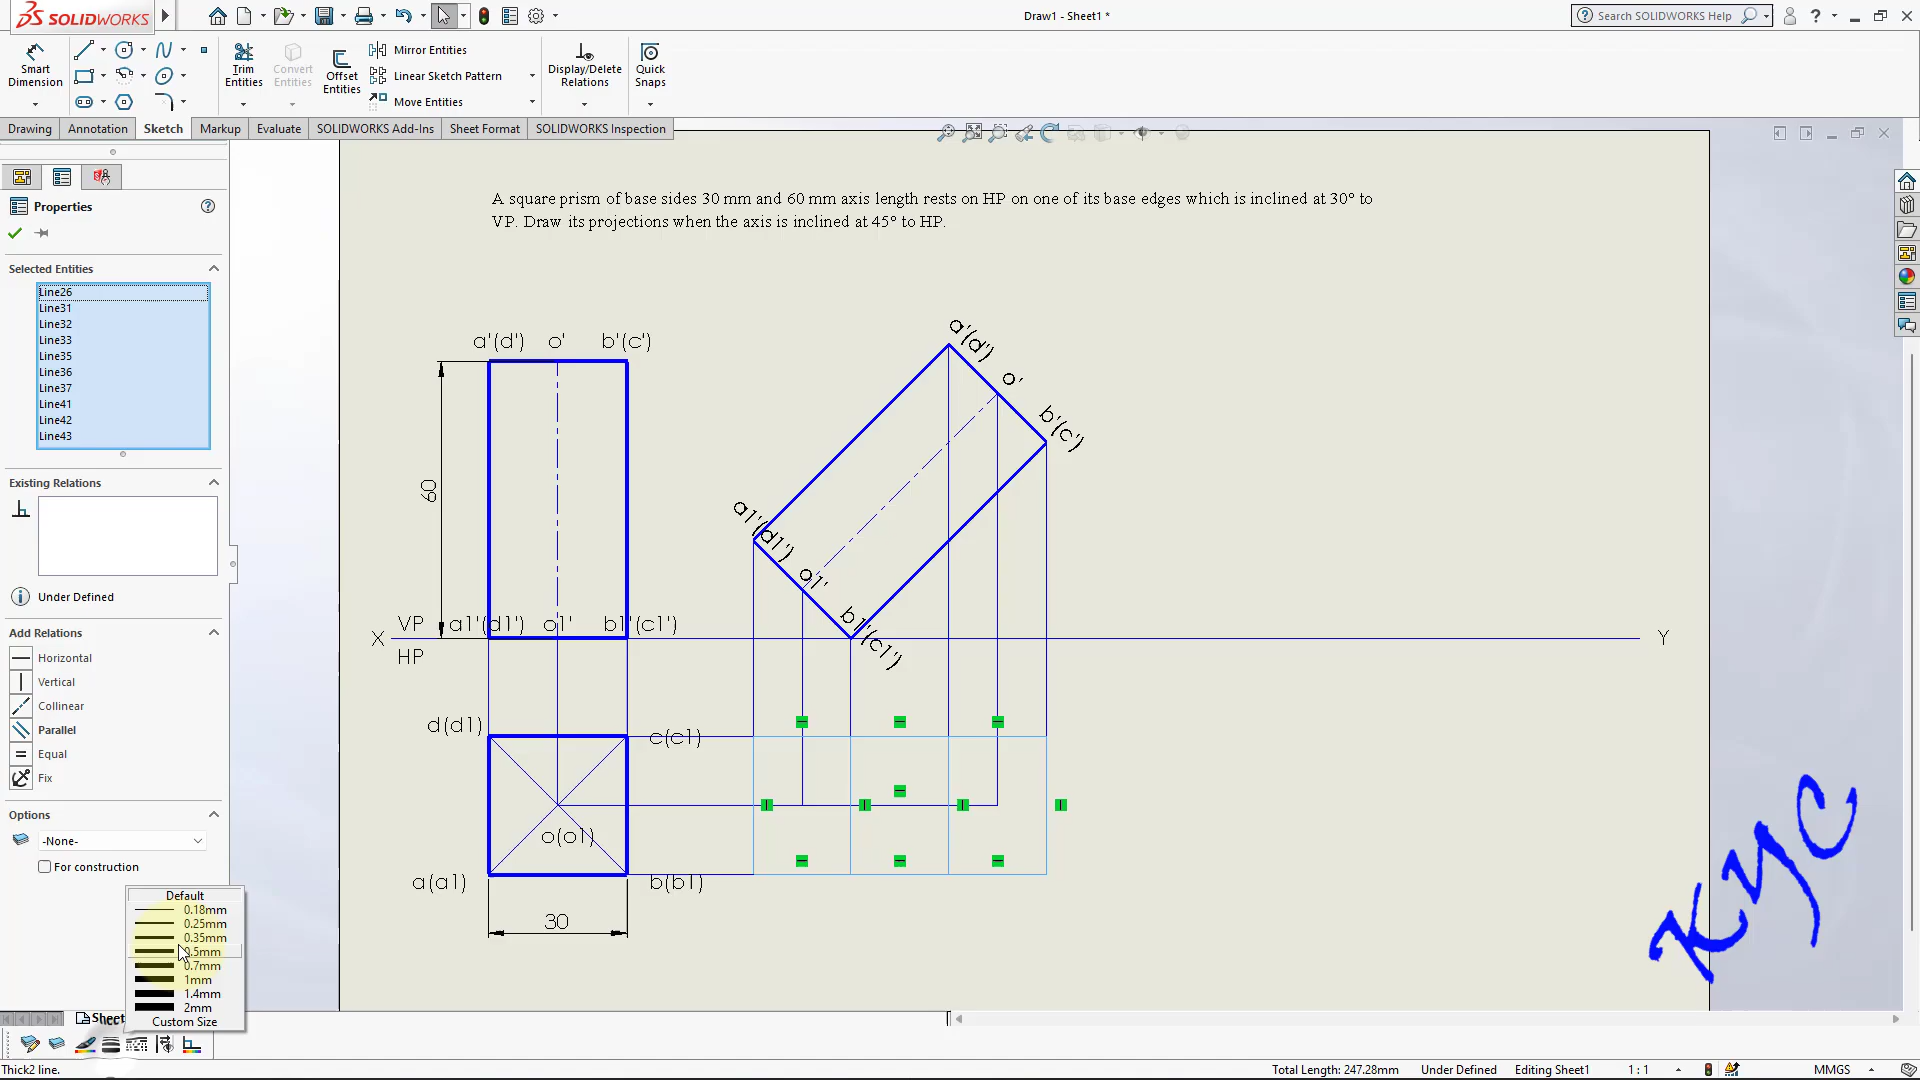 SOLIDWORKS
Draw1 - Sheet1 *
Search SOLIDWORKS Help
Smart Dimension
Trim Entities
Convert Entities
Offset Entities
Mirror Entities
Linear Sketch Pattern
Move Entities
Display/Delete Relations
Quick Snaps
Drawing
Annotation
Sketch
Markup
Evaluate
SOLIDWORKS Add-Ins
Sheet Format
SOLIDWORKS Inspection
Properties
Selected Entities
Line26
Line31
Line32
Line33
Line35
Line36
Line37
Line41
Line42
Line43
Existing Relations
Under Defined
Add Relations
Horizontal
Vertical
Collinear
Parallel
Equal
Fix
Options
-None-
For construction
Default
0.18mm
0.25mm
0.35mm
0.5mm
0.7mm
1mm
1.4mm
2mm
Custom Size
A square prism of base sides 30 mm and 60 mm axis length rests on HP on one of its base edges which is inclined at 30° to
VP. Draw its projections when the axis is inclined at 45° to HP.
a'(d') o' b'(c')
60
X VP a1'(d1') o1' b1'(c1') Y
HP
a'(d')
o'
b'(c')
a1'(d1')
o1'
b1'(c1')
d(d1) c(c1)
o(o1)
a(a1) b(b1)
30
KYC
Sheet
Thick2 line.
Total Length: 247.28mm Under Defined Editing Sheet1 1 : 1 MMGS